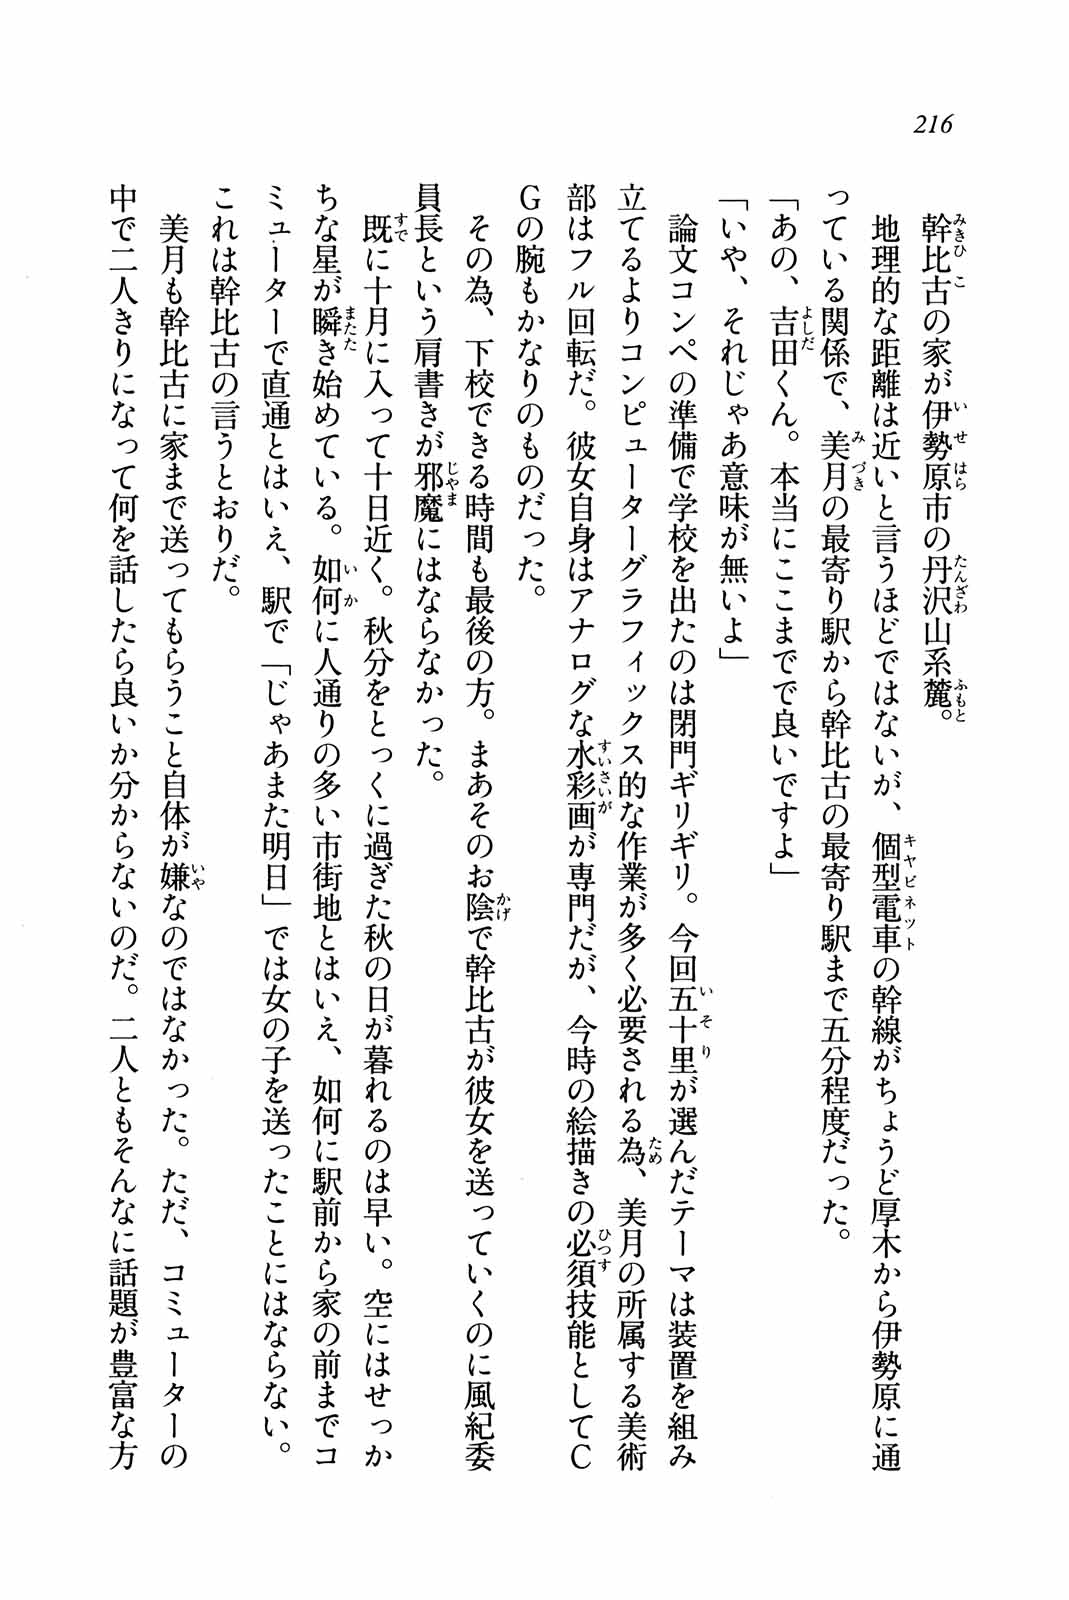 216
幹比古の家が伊勢原市の丹沢山系麓。
地理的な距離は近いと言うほどではないが、個型電車の幹線がちょうど厚木から伊勢原に通
っている関係で、美月の最寄り駅から幹比古の最寄り駅まで五分程度だった。
「あの、吉田くん。本当にここまでで良いですよ」
「いや、それじゃあ意味が無いよ」
論文コンペの準備で学校を出たのは閉門ギリギリ。今回五十里が選んだテーマは装置を組み
立てるよりコンピューターグラフィックス的な作業が多く必要される為、美月の所属する美術
部はフル回転だ。彼女自身はアナログな水彩画が専門だが、今時の絵描きの必須技能としてC
Gの腕もかなりのものだった。
その為、下校できる時間も最後の方。まあそのお陰で幹比古が彼女を送っていくのに風紀委
員長という肩書きが邪魔にはならなかった。
既に十月に入って十日近く。秋分をとっくに過ぎた秋の日が暮れるのは早い。空にはせっか
ちな星が瞬き始めている。如何に人通りの多い市街地とはいえ、如何に駅前から家の前までコ
ミューターで直通とはいえ、駅で「じゃあまた明日」では女の子を送ったことにはならない。
これは幹比古の言うとおりだ。
美月も幹比古に家まで送ってもらうこと自体が嫌なのではなかった。ただ、コミューターの
中で二人きりになって何を話したら良いか分からないのだ。二人ともそんなに話題が豊富な方